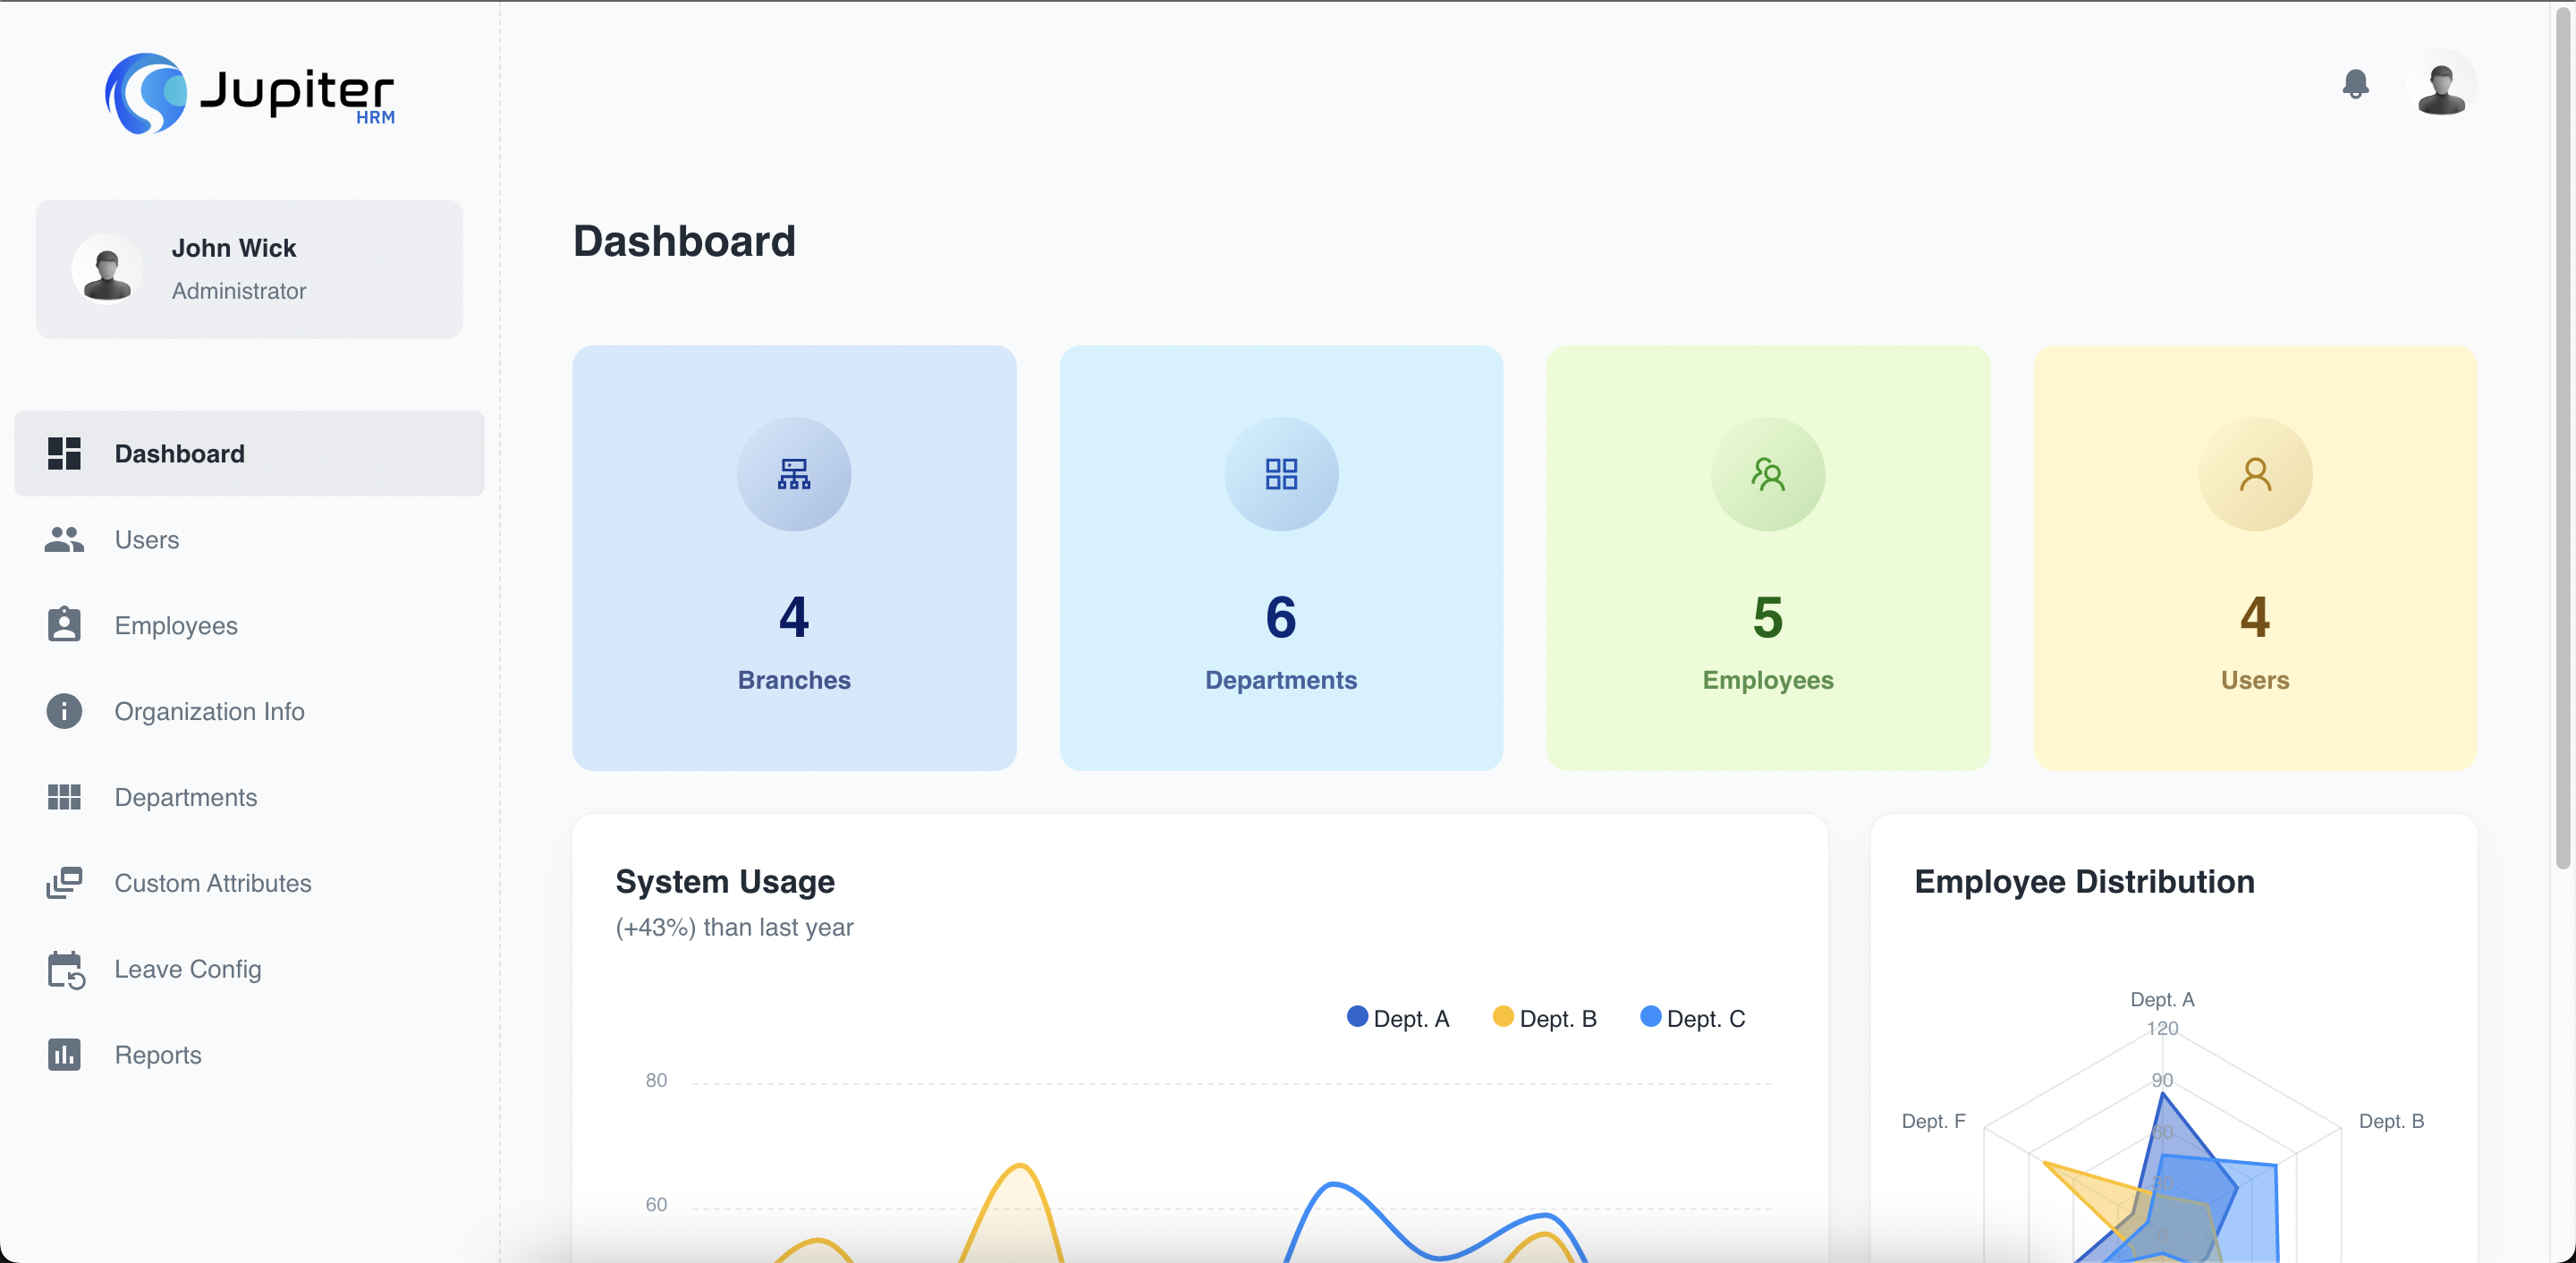 Jupiter
HRM
John Wick
Administrator
Dashboard
Users
Employees
Organization Info
Departments
Custom Attributes
Leave Config
Reports
Dashboard
4
Branches
6
Departments
5
Employees
4
Users
System Usage
(+43%) than last year
Dept. A Dept. B Dept. C
80
60
Employee Distribution
Dept. A
120
90
Dept. F
Dept. B
60